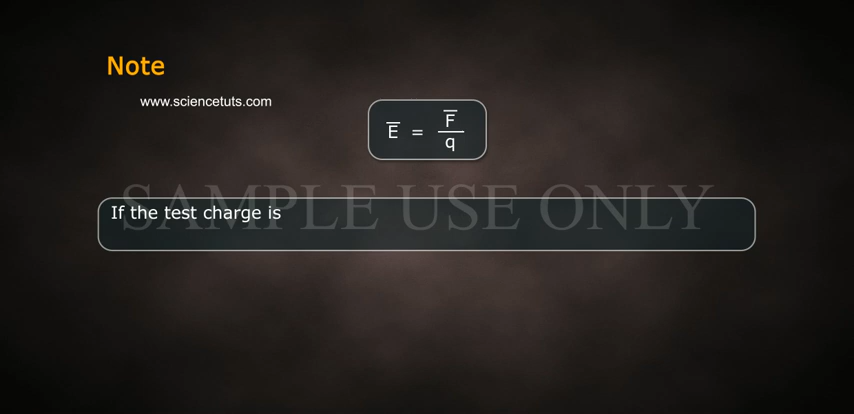 Note
www.sciencetuts.com
E̅ = F̅ / q
SAMPLE USE ONLY
If the test charge is